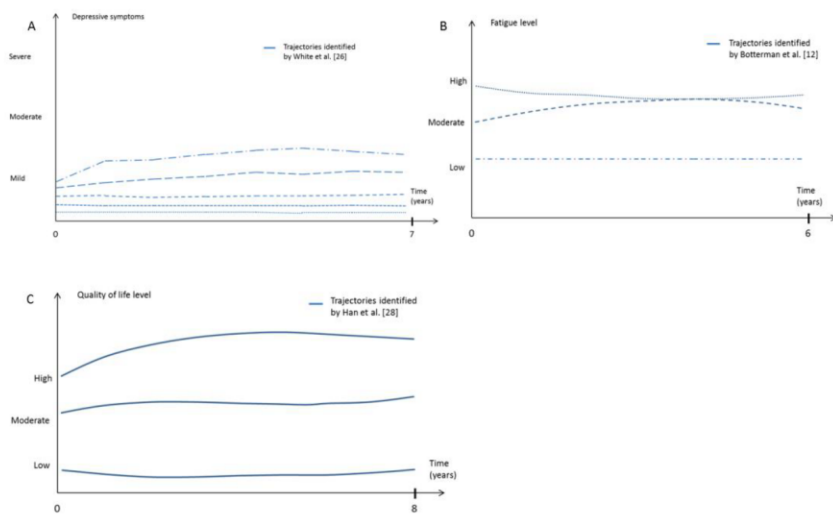 A
Depressive symptoms
Severe
Trajectories identified
by White et al. [26]
Moderate
Mild
Time
(years)
0
7
B
Fatigue level
Trajectories identified
by Botterman et al. [12]
High
Moderate
Low
Time
(years)
0
6
C
Quality of life level
Trajectories identified
by Han et al. [28]
High
Moderate
Low
Time
(years)
0
8